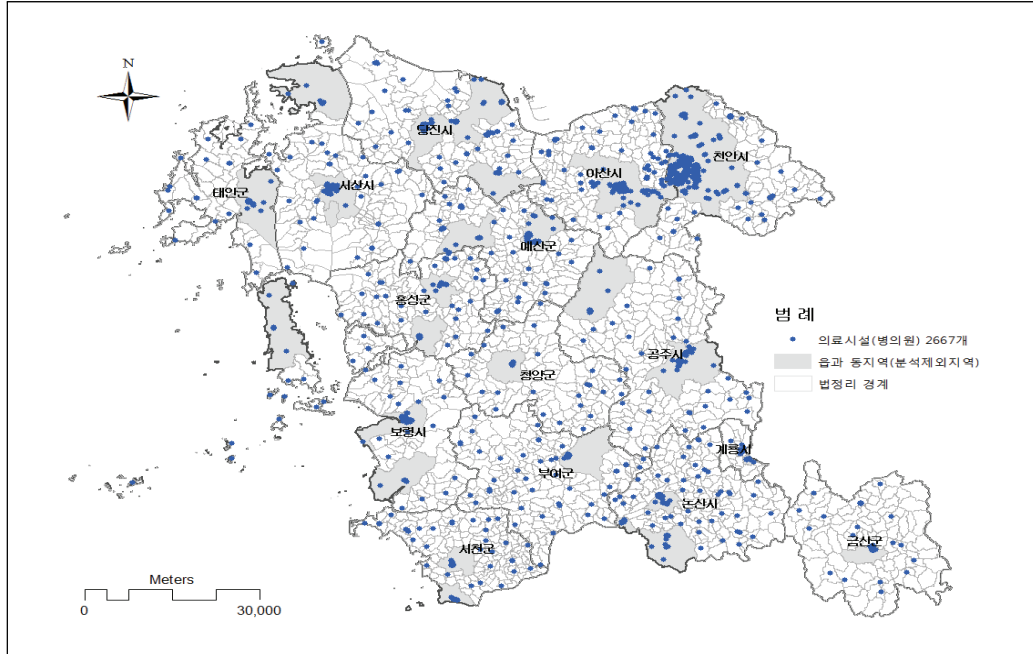 N
당진시
천안시
아산시
서산시
태안군
예산군
홍성군
공주시
청양군
보령시
계룡시
부여군
논산시
서천군
금산군
범 례
의료시설(병의원) 2667개
읍과 동지역(분석제외지역)
법정리 경계
Meters
0 30,000